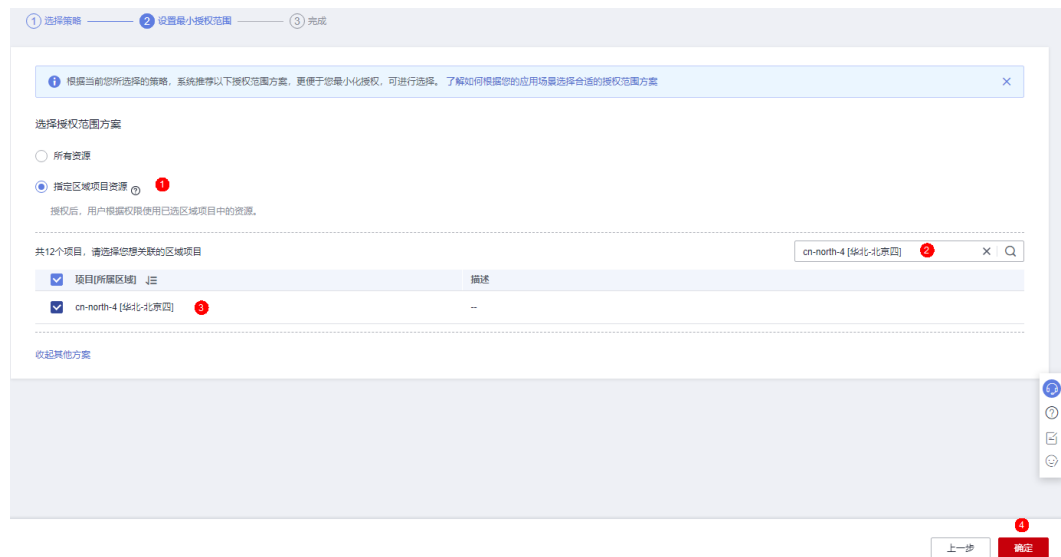 1 选择策略 2 设置最小授权范围 3 完成
根据当前您所选择的策略，系统推荐以下授权范围方案，更便于您最小化授权，可进行选择。了解如何根据您的应用场景选择合适的授权范围方案
选择授权范围方案
所有资源
指定区域项目资源 1
授权后，用户根据权限使用已选区域项目中的资源。
共12个项目，请选择您想关联的区域项目 cn-north-4 [华北-北京四] 2
项目[所属区域] 描述
cn-north-4 [华北-北京四] 3 --
收起其他方案
4
上一步 确定